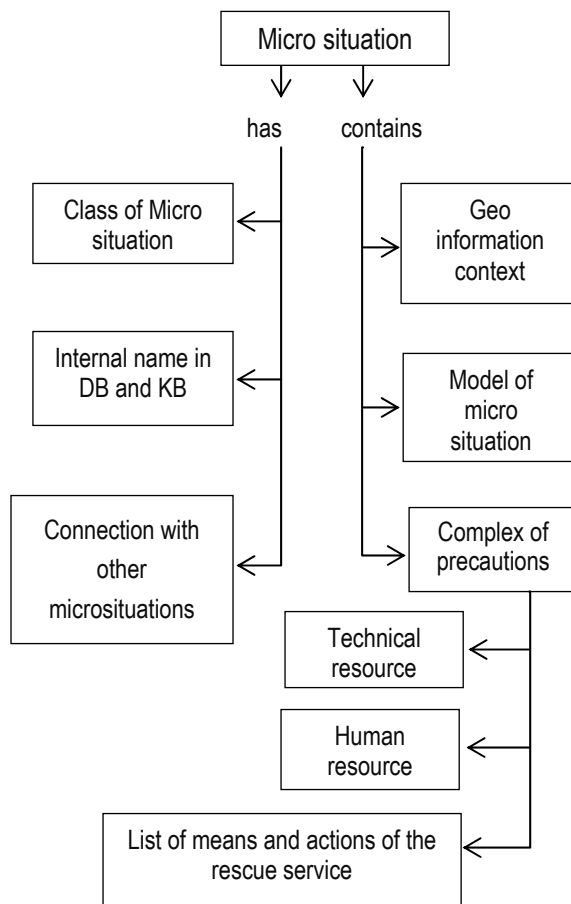 Micro situation
has
contains
Class of Micro
situation
Geo
information
context
Internal name in
DB and KB
Model of
micro
situation
Connection with
other
microsituations
Complex of
precautions
Technical
resource
Human
resource
List of means and actions of the
rescue service